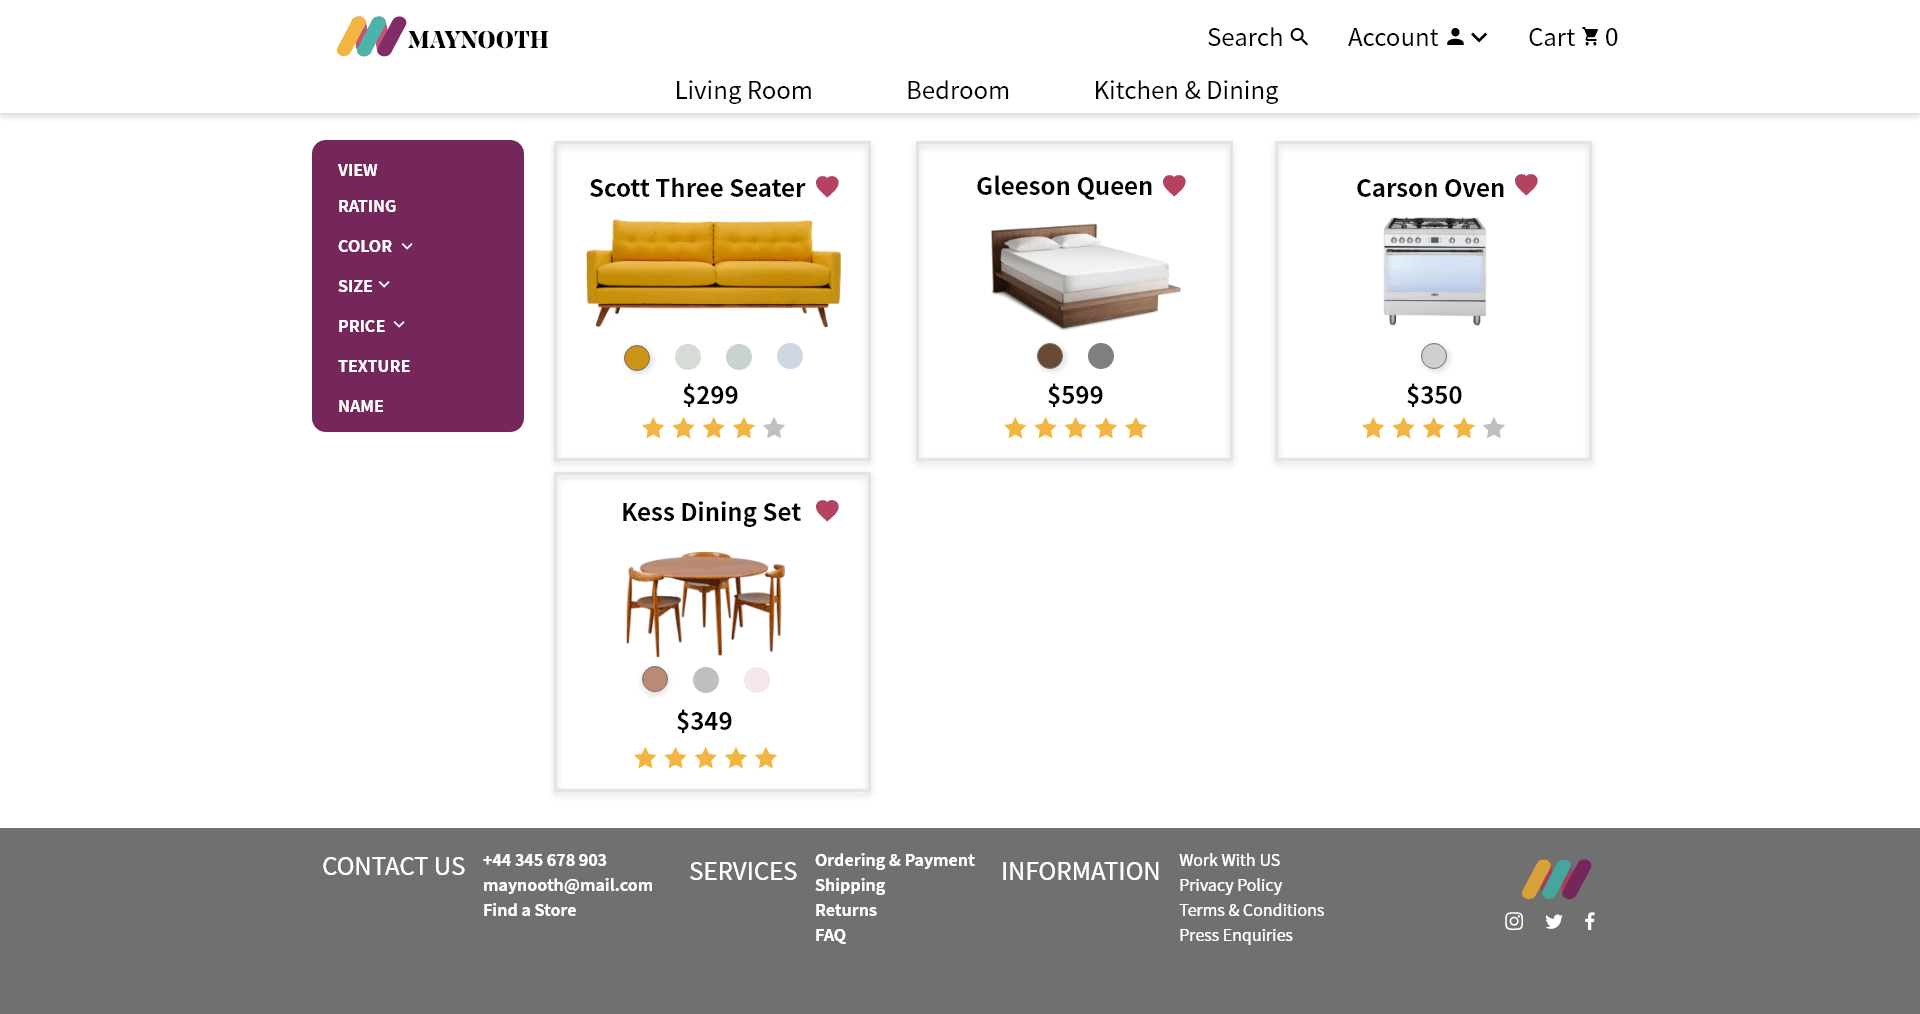 MAYNOOTH
Search
Account
Cart 0
Living Room
Bedroom
Kitchen & Dining
VIEW
RATING
COLOR
SIZE
PRICE
TEXTURE
NAME
Scott Three Seater
$299
Gleeson Queen
$599
Carson Oven
$350
Kess Dining Set
$349
CONTACT US
+44 345 678 903
maynooth@mail.com
Find a Store
SERVICES
Ordering & Payment
Shipping
Returns
FAQ
INFORMATION
Work With US
Privacy Policy
Terms & Conditions
Press Enquiries